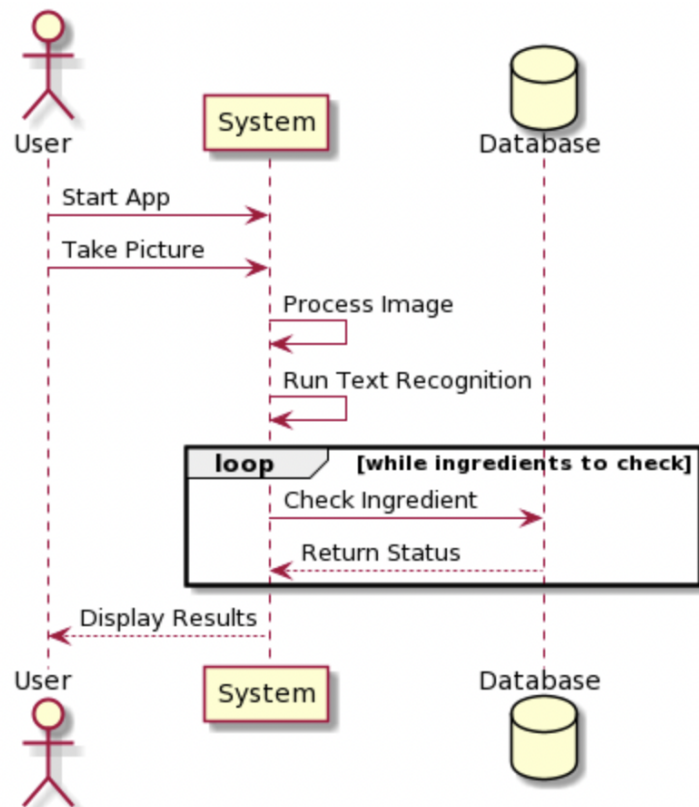 User
System
Database
Start App
Take Picture
Process Image
Run Text Recognition
loop [while ingredients to check]
Check Ingredient
Return Status
Display Results
User
System
Database